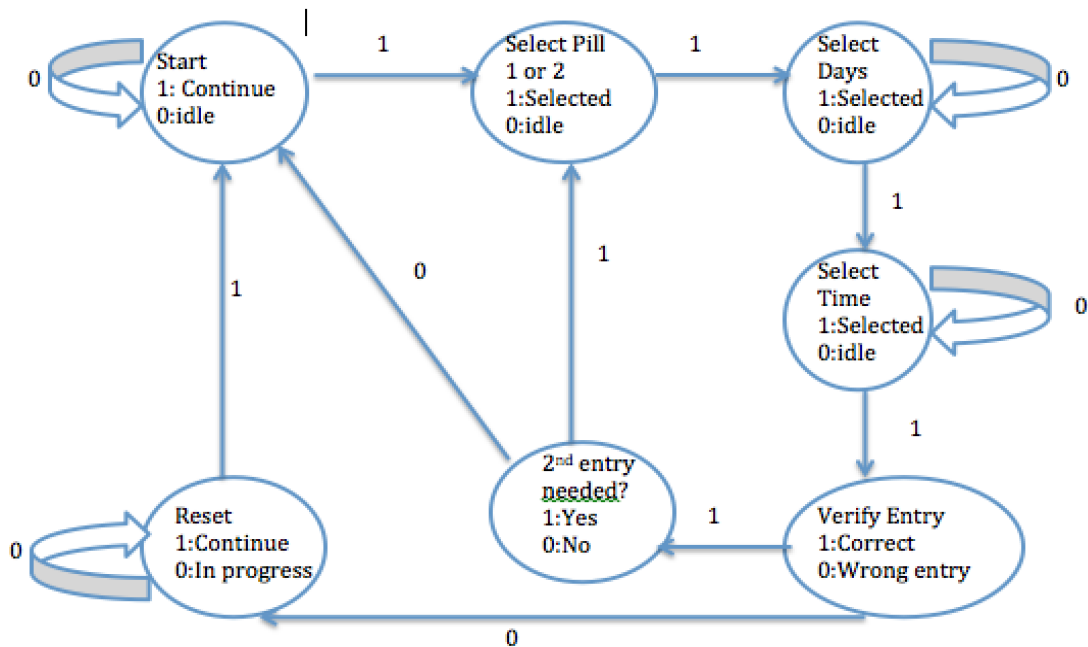 Start
1: Continue
0:idle
0
1
Select Pill
1 or 2
1:Selected
0:idle
1
Select
Days
1:Selected
0:idle
0
1
Select
Time
1:Selected
0:idle
0
1
0
1
1
2nd entry
needed?
1:Yes
0:No
1
Verify Entry
1:Correct
0:Wrong entry
Reset
1:Continue
0:In progress
0
0